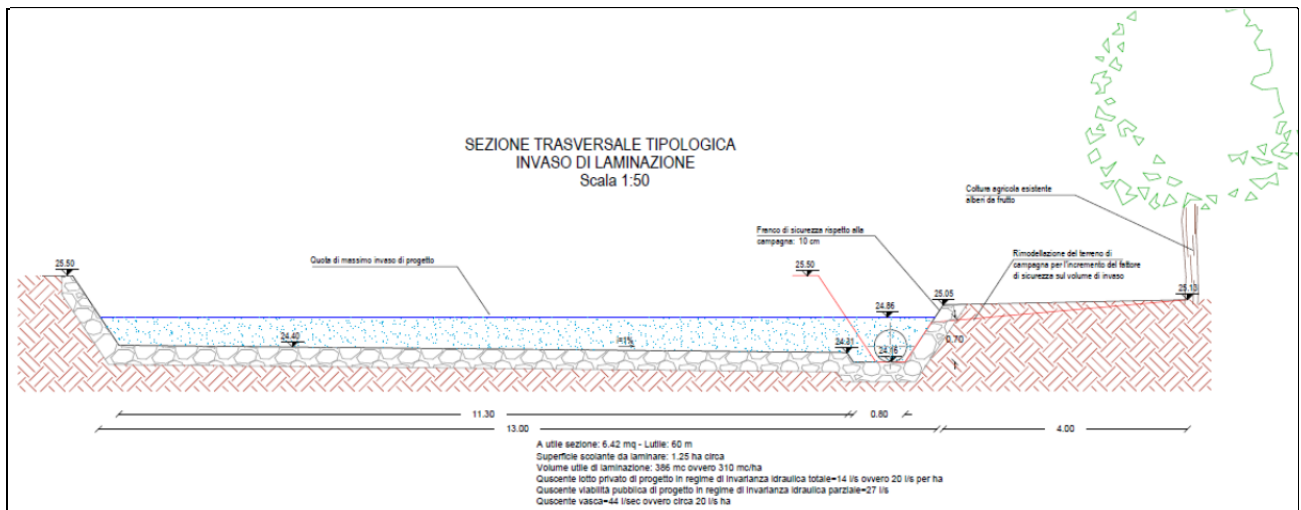 SEZIONE TRASVERSALE TIPOLOGICA
INVASO DI LAMINAZIONE
Scala 1:50
Colture agricola esistente
alberi da frutto
Franco di sicurezza rispetto alla
campagna: 10 cm
Rimodellazione del terreno di
campagna per l'incremento del fattore
di sicurezza sul volume di invaso
Quota di massimo invaso di progetto
25.50
25.50
25.05
25.13
24.86
24.40
i=1%
24.31
24.16
0.70
11.30
0.80
13.00
4.00
A utile sezione: 6.42 mq - Lutile: 60 m
Superficie scolante da laminare: 1.25 ha circa
Volume utile di laminazione: 386 mc ovvero 310 mc/ha
Quscente lotto privato di progetto in regime di invarianza idraulica totale=14 l/s ovvero 20 l/s per ha
Quscente viabilità pubblica di progetto in regime di invarianza idraulica parziale=27 l/s
Quscente vasca=44 l/sec ovvero circa 20 l/s ha